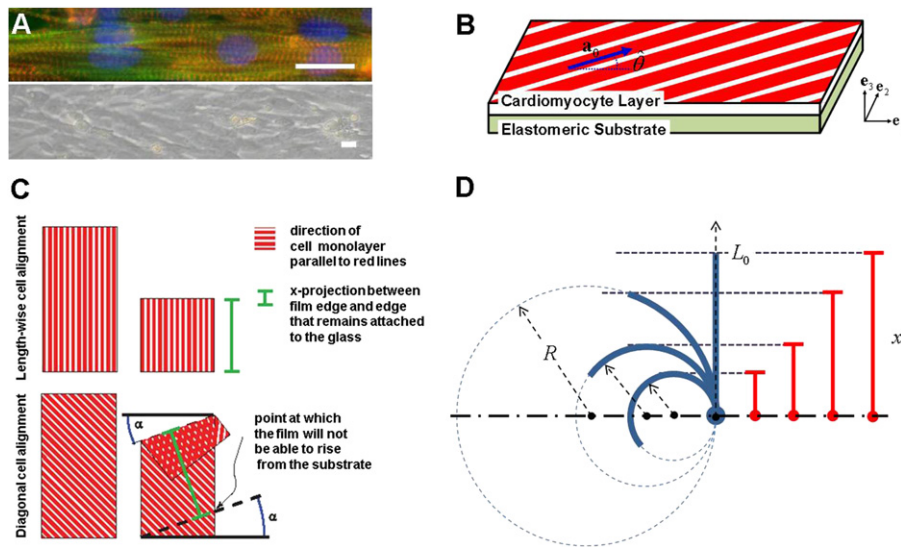 A
B
a₀
θ̂
Cardiomyocyte Layer
Elastomeric Substrate
e₃
e₂
e
C
Length-wise cell alignment
direction of
cell monolayer
parallel to red lines
x-projection between
film edge and edge
that remains attached
to the glass
Diagonal cell alignment
α
point at which
the film will not
be able to rise
from the substrate
α
D
L₀
R
x